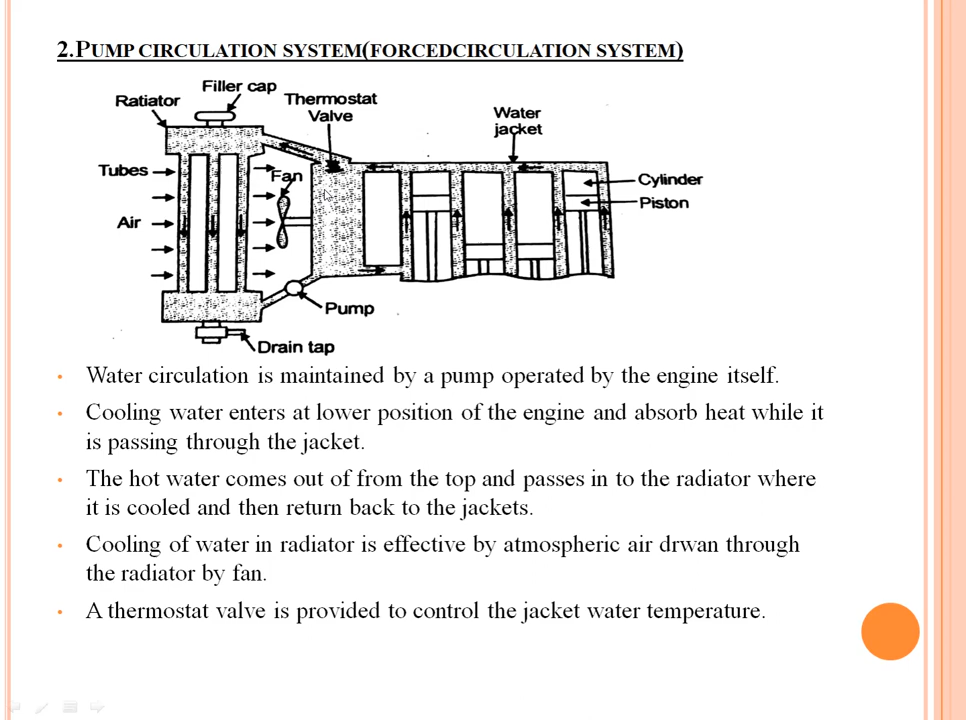 2.PUMP CIRCULATION SYSTEM(FORCEDCIRCULATION SYSTEM)
Filler cap
Ratiator
Thermostat
Valve
Water
jacket
Tubes
Fan
Cylinder
Piston
Air
Pump
Drain tap
• Water circulation is maintained by a pump operated by the engine itself.
• Cooling water enters at lower position of the engine and absorb heat while it
is passing through the jacket.
• The hot water comes out of from the top and passes in to the radiator where
it is cooled and then return back to the jackets.
• Cooling of water in radiator is effective by atmospheric air drwan through
the radiator by fan.
• A thermostat valve is provided to control the jacket water temperature.